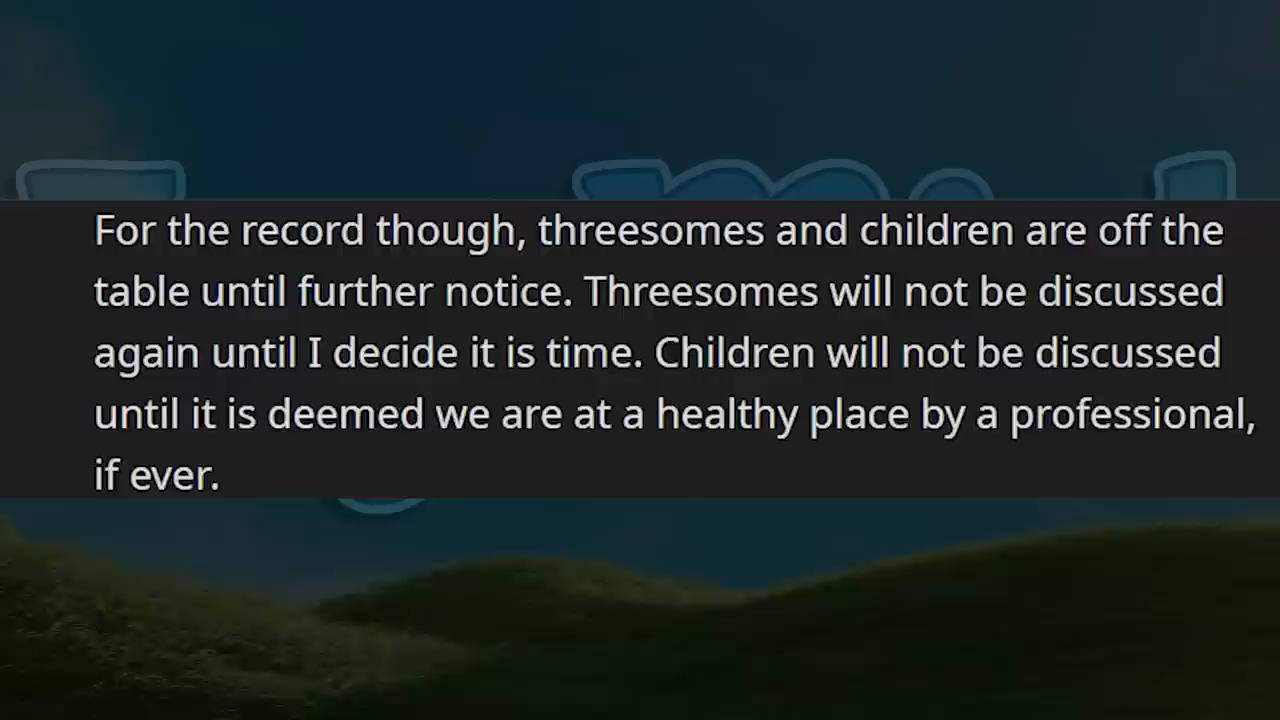 For the record though, threesomes and children are off the
table until further notice. Threesomes will not be discussed
again until I decide it is time. Children will not be discussed
until it is deemed we are at a healthy place by a professional,
if ever.